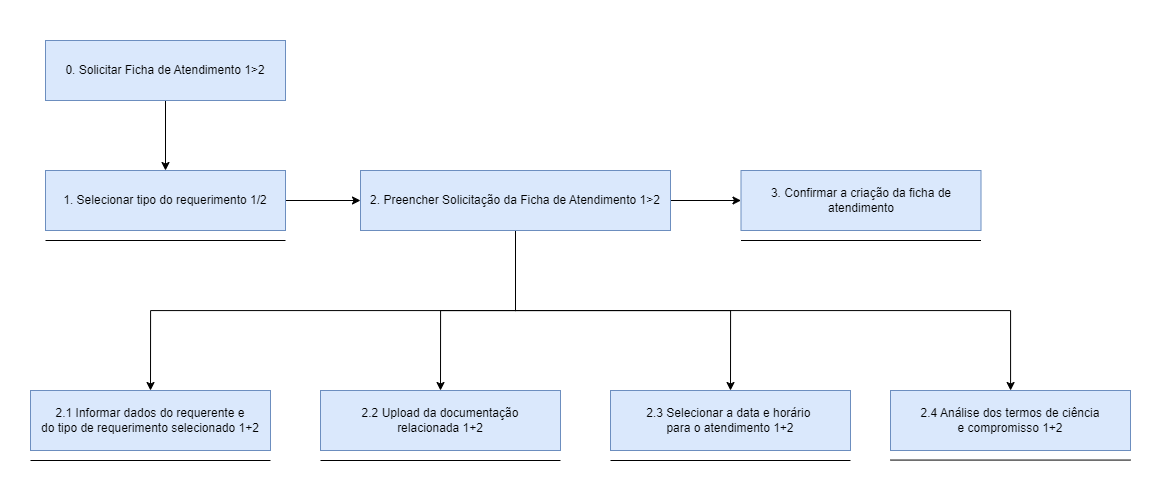 0. Solicitar Ficha de Atendimento 1>2
1. Selecionar tipo do requerimento 1/2
2. Preencher Solicitação da Ficha de Atendimento 1>2
3. Confirmar a criação da ficha de
atendimento
2.1 Informar dados do requerente e
do tipo de requerimento selecionado 1+2
2.2 Upload da documentação
relacionada 1+2
2.3 Selecionar a data e horário
para o atendimento 1+2
2.4 Análise dos termos de ciência
e compromisso 1+2